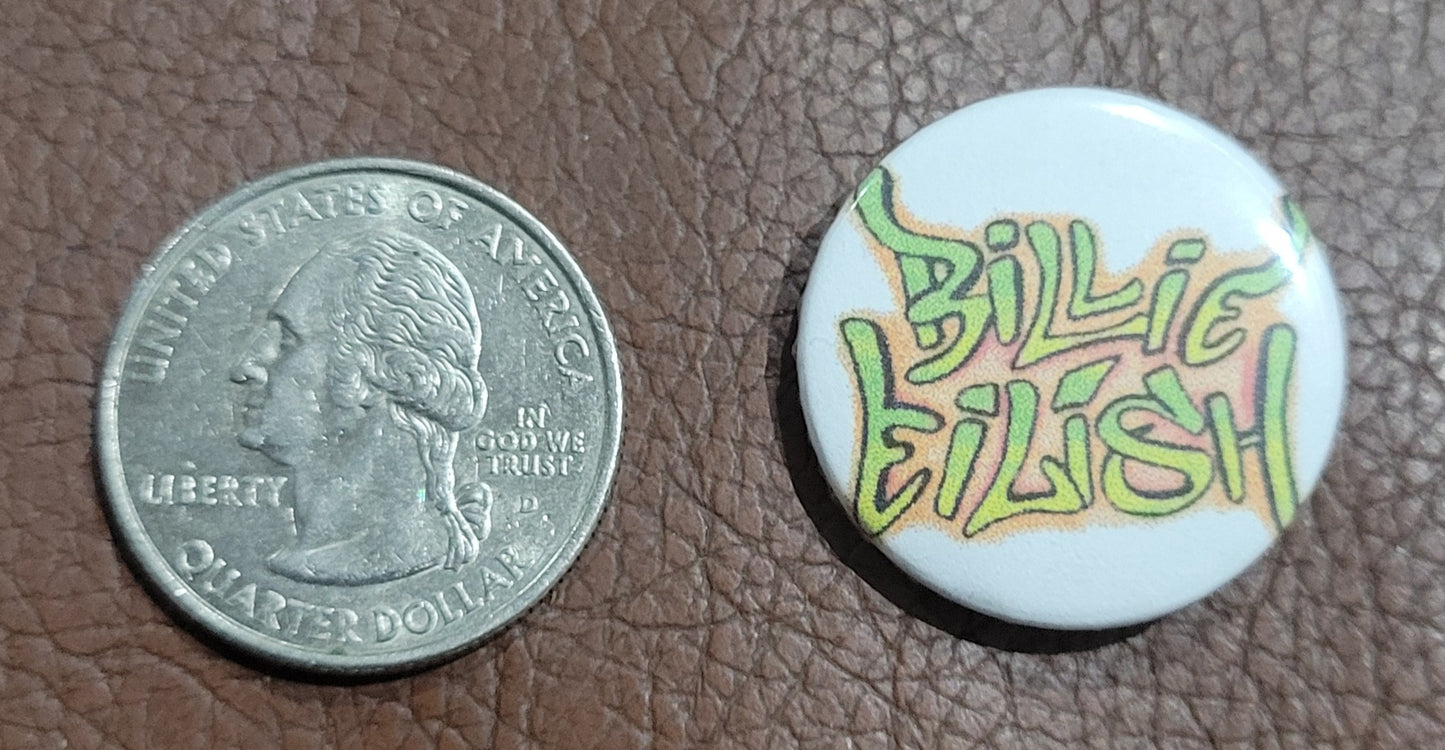 UNITED STATES OF AMERICA
LIBERTY
IN
GOD WE
TRUST
D
QUARTER DOLLAR
BILLIE
EILISH